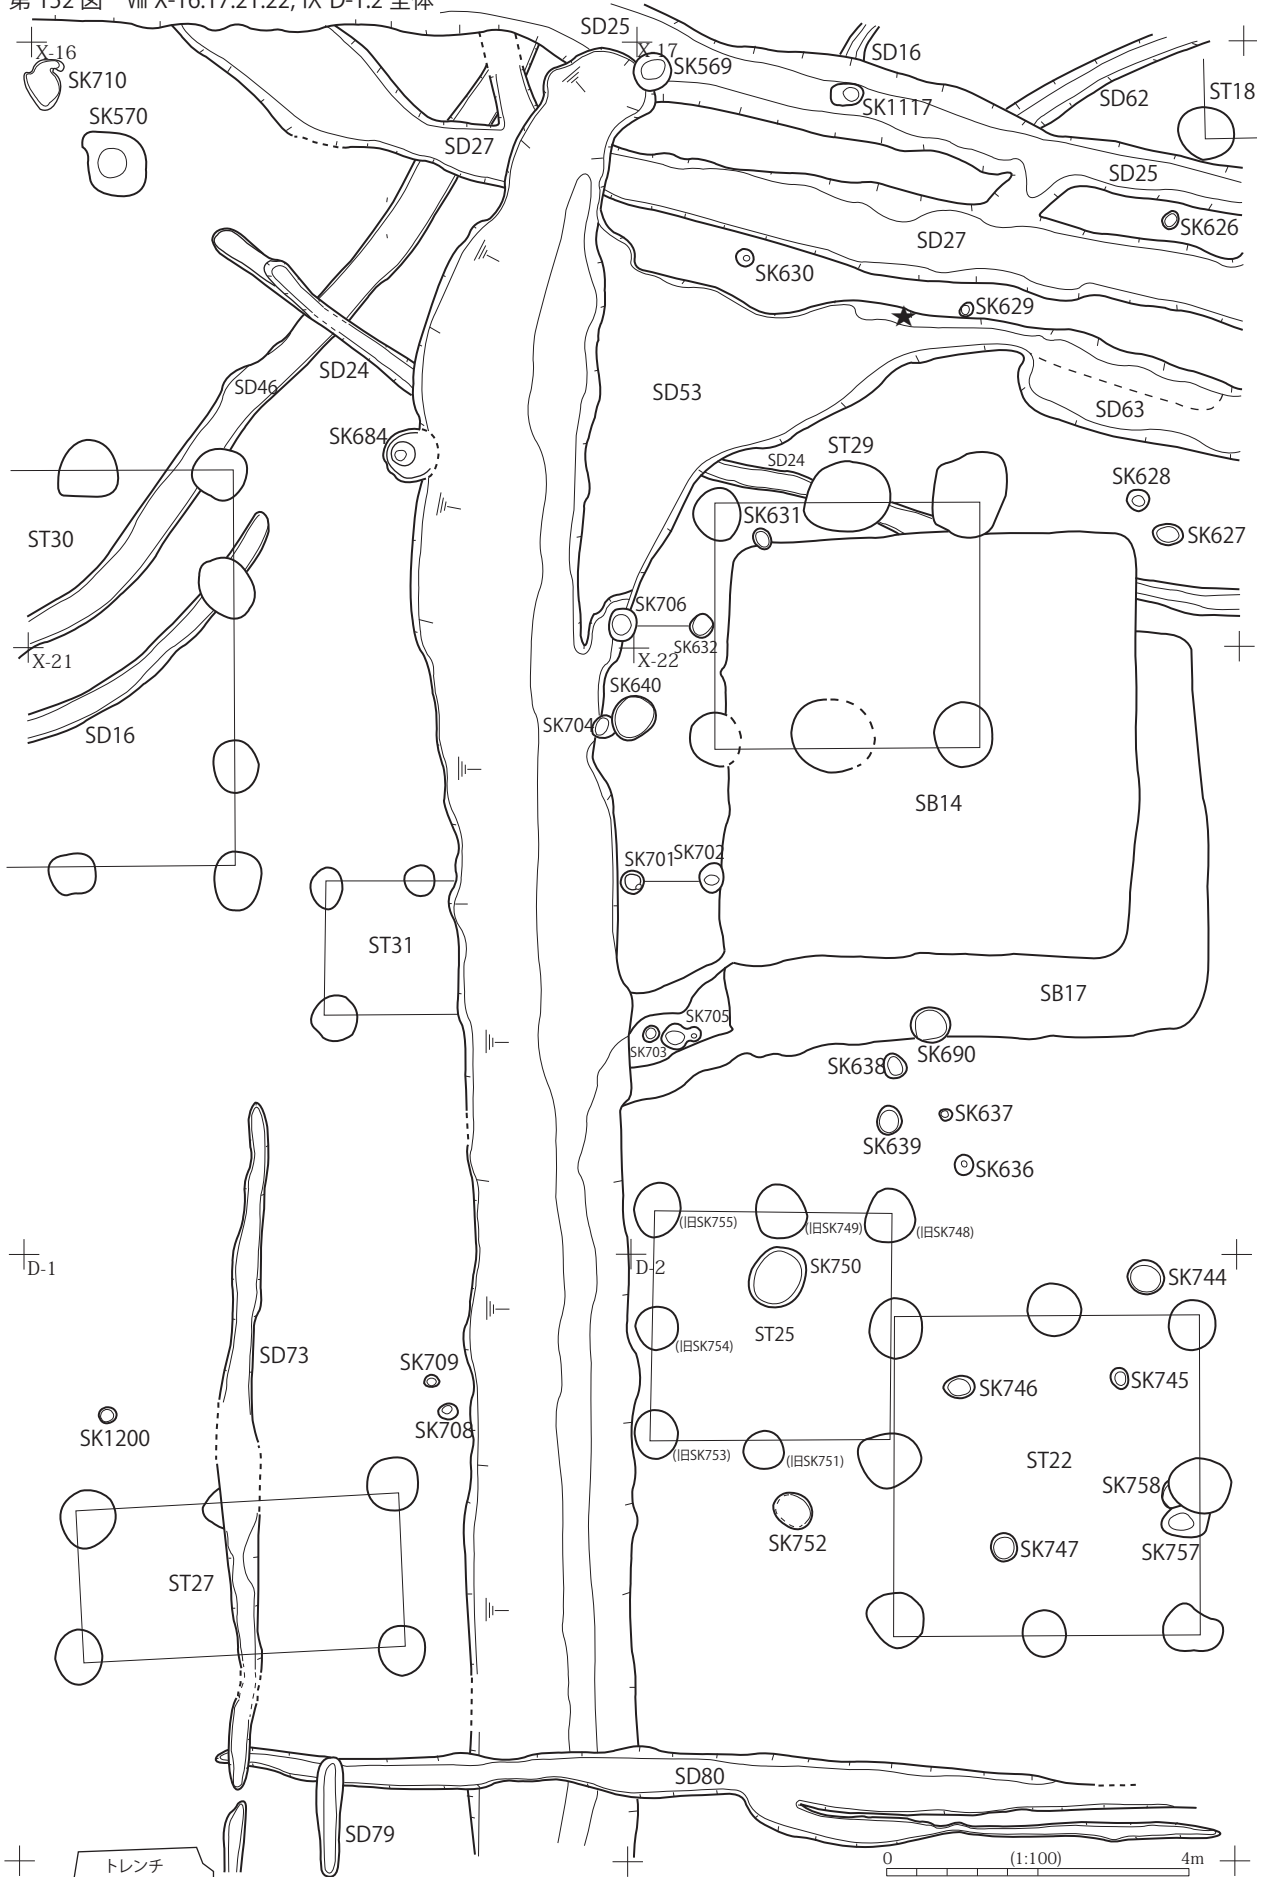 第 152 図　Ⅷ X-16.17.21.22, Ⅸ D-1.2 全体
SD25
X-16
X-17
SK569
SD16
SK710
SK1117
SD62
ST18
SK570
SD27
SD25
SK626
SD27
SK630
SK629
SD24
SD46
SD53
SD63
SK684
SD24
ST29
SK628
SK631
SK627
ST30
SK706
SK632
X-21
X-22
SK640
SK704
SD16
SB14
SK701
SK702
ST31
SB17
SK705
SK703
SK690
SK638
SK637
SK639
SK636
(旧SK755)
(旧SK749)
(旧SK748)
D-1
D-2
SK750
SK744
ST25
(旧SK754)
SD73
SK709
SK746
SK745
SK708
SK1200
(旧SK753)
(旧SK751)
ST22
SK758
SK752
SK747
SK757
ST27
SD80
SD79
トレンチ
0
(1:100)
4m